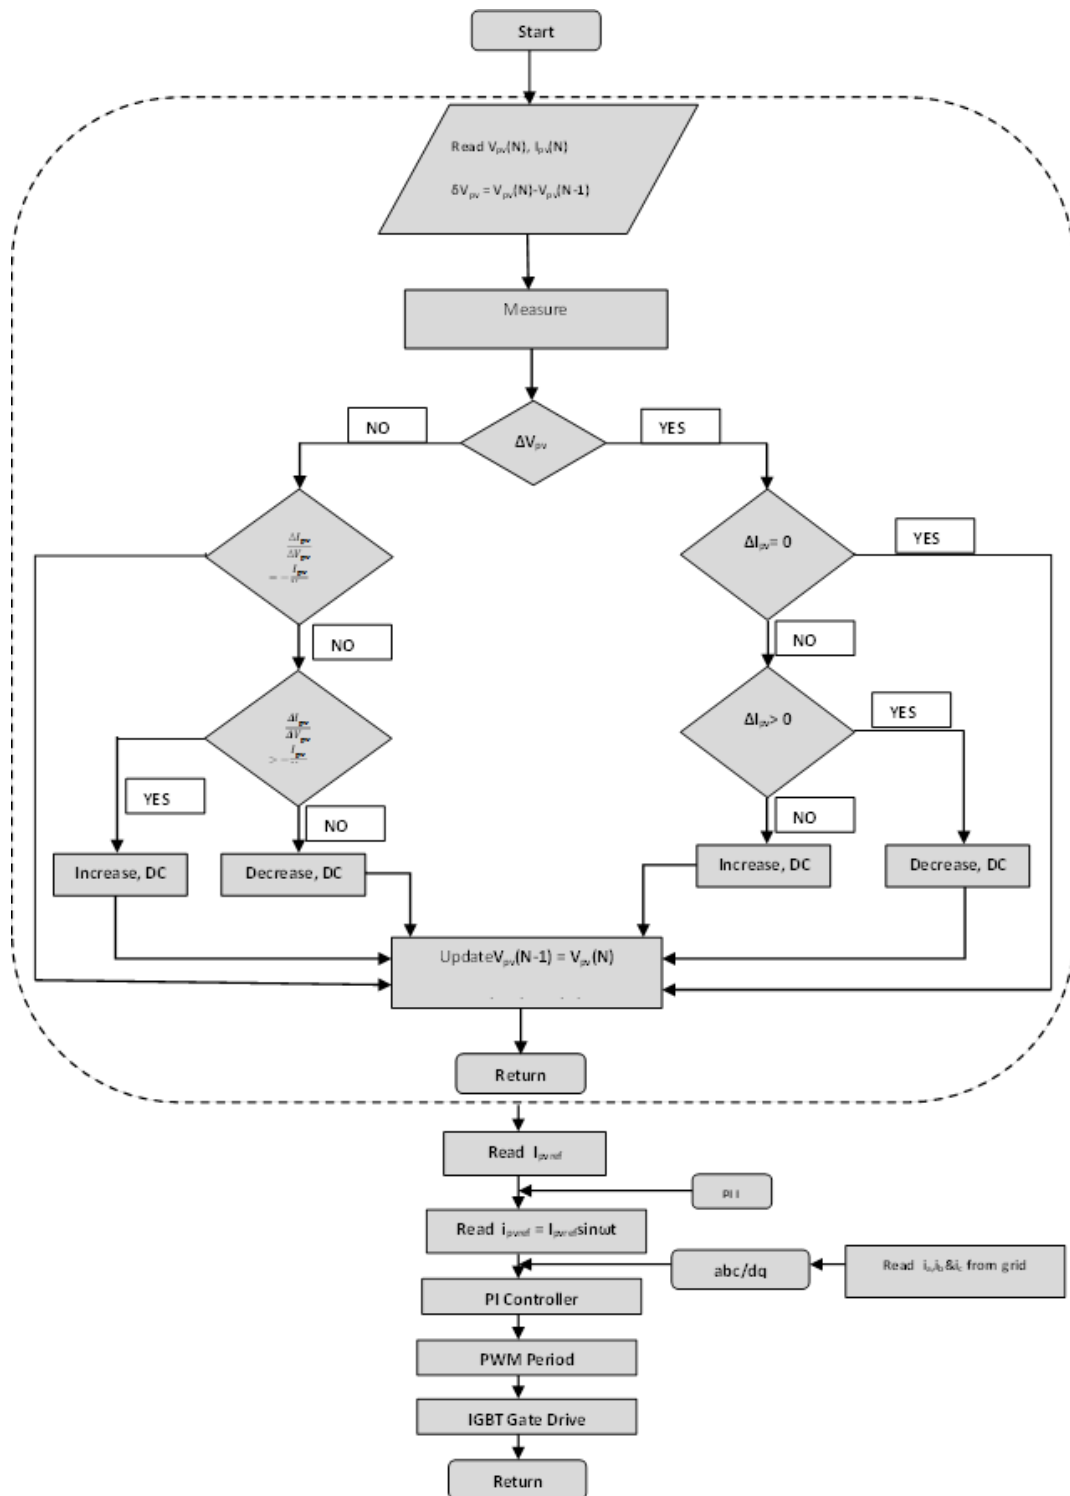 Start
Read Vpv(N), Ipv(N)
δVpv = Vpv(N)-Vpv(N-1)
Measure
NO
YES
ΔVpv
ΔIpv= 0
YES
NO
NO
ΔIpv> 0
YES
YES
NO
NO
Increase, DC
Decrease, DC
Increase, DC
Decrease, DC
UpdateVpv(N-1) = Vpv(N)
Return
Read Ipvref
Read ipvref = Ipvrefsinωt
abc/dq
Read ia,ib&ic from grid
PI Controller
PWM Period
IGBT Gate Drive
Return